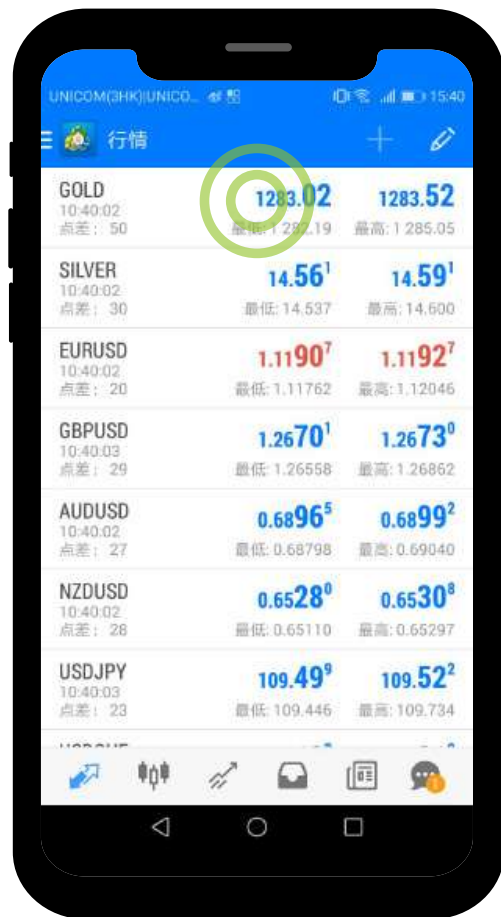 UNICOM(3HK)|UNICO... 15:40
行情
GOLD 1283.02 1283.52
10:40:02
点差: 50 最低: 1 282.19 最高: 1 285.05
SILVER 14.56¹ 14.59¹
10:40:02
点差: 30 最低: 14.537 最高: 14.600
EURUSD 1.1190⁷ 1.1192⁷
10:40:02
点差: 20 最低: 1.11762 最高: 1.12046
GBPUSD 1.2670¹ 1.2673⁰
10:40:03
点差: 29 最低: 1.26558 最高: 1.26862
AUDUSD 0.6896⁵ 0.6899²
10:40:02
点差: 27 最低: 0.68798 最高: 0.69040
NZDUSD 0.6528⁰ 0.6530⁸
10:40:02
点差: 28 最低: 0.65110 最高: 0.65297
USDJPY 109.49⁹ 109.52²
10:40:03
点差: 23 最低: 109.446 最高: 109.734